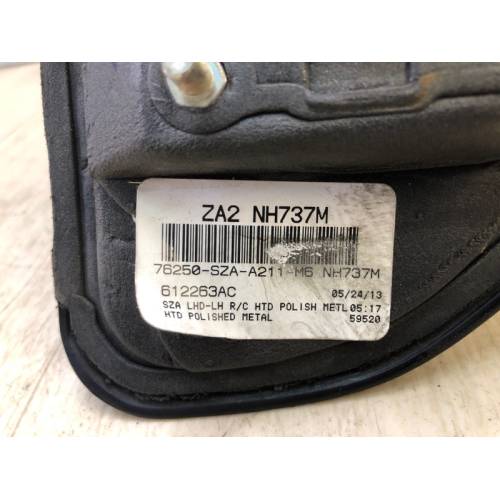 ZA2 NH737M
76250-SZA-A211-M6 NH737M
612263AC 05/24/13
SZA LHD-LH R/C HTD POLISH METL 05:17
HTD POLISHED METAL 59520